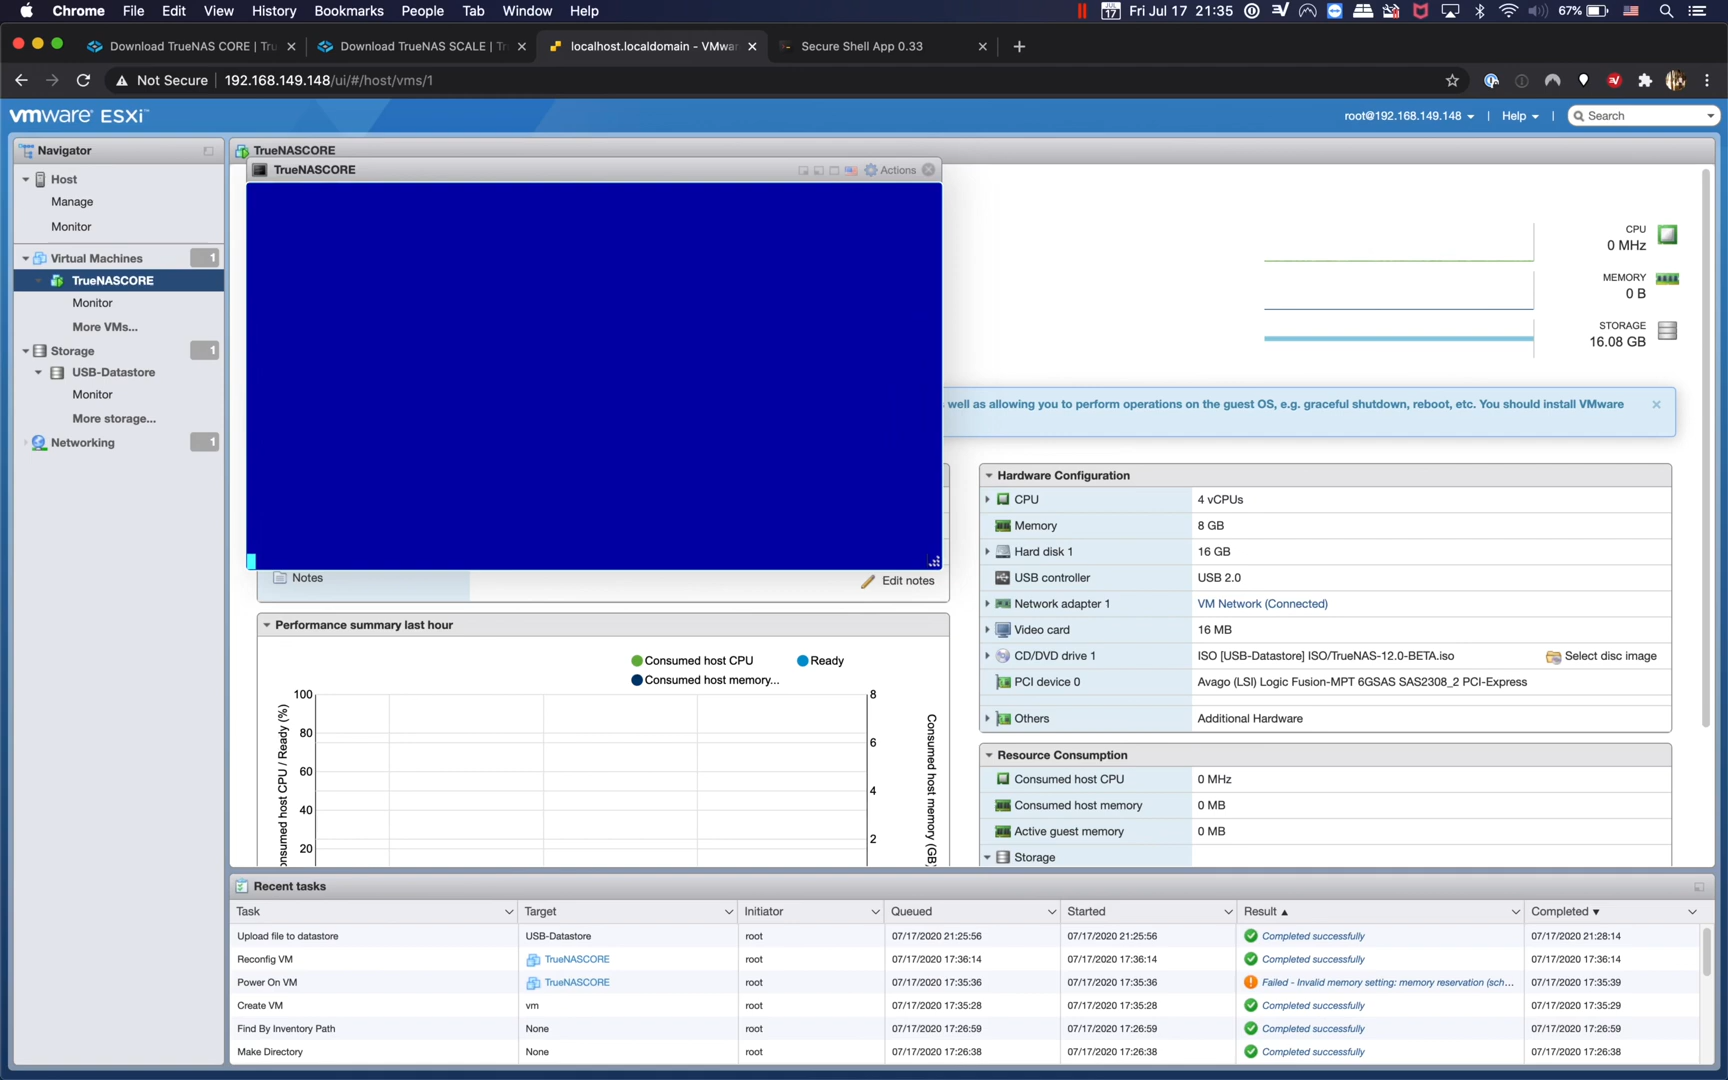 Chrome File Edit View History Bookmarks People Tab Window Help
JUL 17 Fri Jul 17 21:35 67%
Download TrueNAS CORE | Tru
Download TrueNAS SCALE | Tr
localhost.localdomain - VMwar
Secure Shell App 0.33
Not Secure 192.168.149.148/ui/#/host/vms/1
vmware ESXi™
root@192.168.149.148 | Help | Search
Navigator
Host
Manage
Monitor
Virtual Machines 1
TrueNASCORE
Monitor
More VMs...
Storage 1
USB-Datastore
Monitor
More storage...
Networking 1
TrueNASCORE
TrueNASCORE Actions
CPU
0 MHz
MEMORY
0 B
STORAGE
16.08 GB
well as allowing you to perform operations on the guest OS, e.g. graceful shutdown, reboot, etc. You should install VMware
Notes Edit notes
Performance summary last hour
Consumed host CPU Ready
Consumed host memory...
100
80
60
40
20
8
6
4
2
onsumed host CPU / Ready (%)
Consumed host memory (GB)
Hardware Configuration
CPU 4 vCPUs
Memory 8 GB
Hard disk 1 16 GB
USB controller USB 2.0
Network adapter 1 VM Network (Connected)
Video card 16 MB
CD/DVD drive 1 ISO [USB-Datastore] ISO/TrueNAS-12.0-BETA.iso Select disc image
PCI device 0 Avago (LSI) Logic Fusion-MPT 6GSAS SAS2308_2 PCI-Express
Others Additional Hardware
Resource Consumption
Consumed host CPU 0 MHz
Consumed host memory 0 MB
Active guest memory 0 MB
Storage
Recent tasks
Task Target Initiator Queued Started Result ▲ Completed ▼
Upload file to datastore USB-Datastore root 07/17/2020 21:25:56 07/17/2020 21:25:56 Completed successfully 07/17/2020 21:28:14
Reconfig VM TrueNASCORE root 07/17/2020 17:36:14 07/17/2020 17:36:14 Completed successfully 07/17/2020 17:36:14
Power On VM TrueNASCORE root 07/17/2020 17:35:36 07/17/2020 17:35:36 Failed - Invalid memory setting: memory reservation (sch... 07/17/2020 17:35:39
Create VM vm root 07/17/2020 17:35:28 07/17/2020 17:35:28 Completed successfully 07/17/2020 17:35:29
Find By Inventory Path None root 07/17/2020 17:26:59 07/17/2020 17:26:59 Completed successfully 07/17/2020 17:26:59
Make Directory None root 07/17/2020 17:26:38 07/17/2020 17:26:38 Completed successfully 07/17/2020 17:26:38